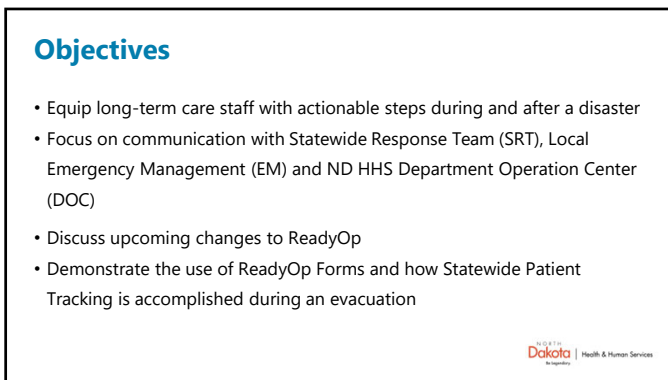 Objectives
• Equip long-term care staff with actionable steps during and after a disaster
• Focus on communication with Statewide Response Team (SRT), Local
Emergency Management (EM) and ND HHS Department Operation Center
(DOC)
• Discuss upcoming changes to ReadyOp
• Demonstrate the use of ReadyOp Forms and how Statewide Patient
Tracking is accomplished during an evacuation
NORTH
Dakota | Health & Human Services
Be Legendary